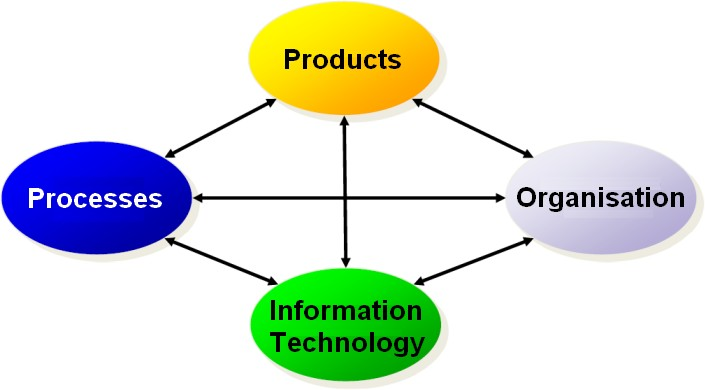 Products
Processes
Organisation
Information
Technology